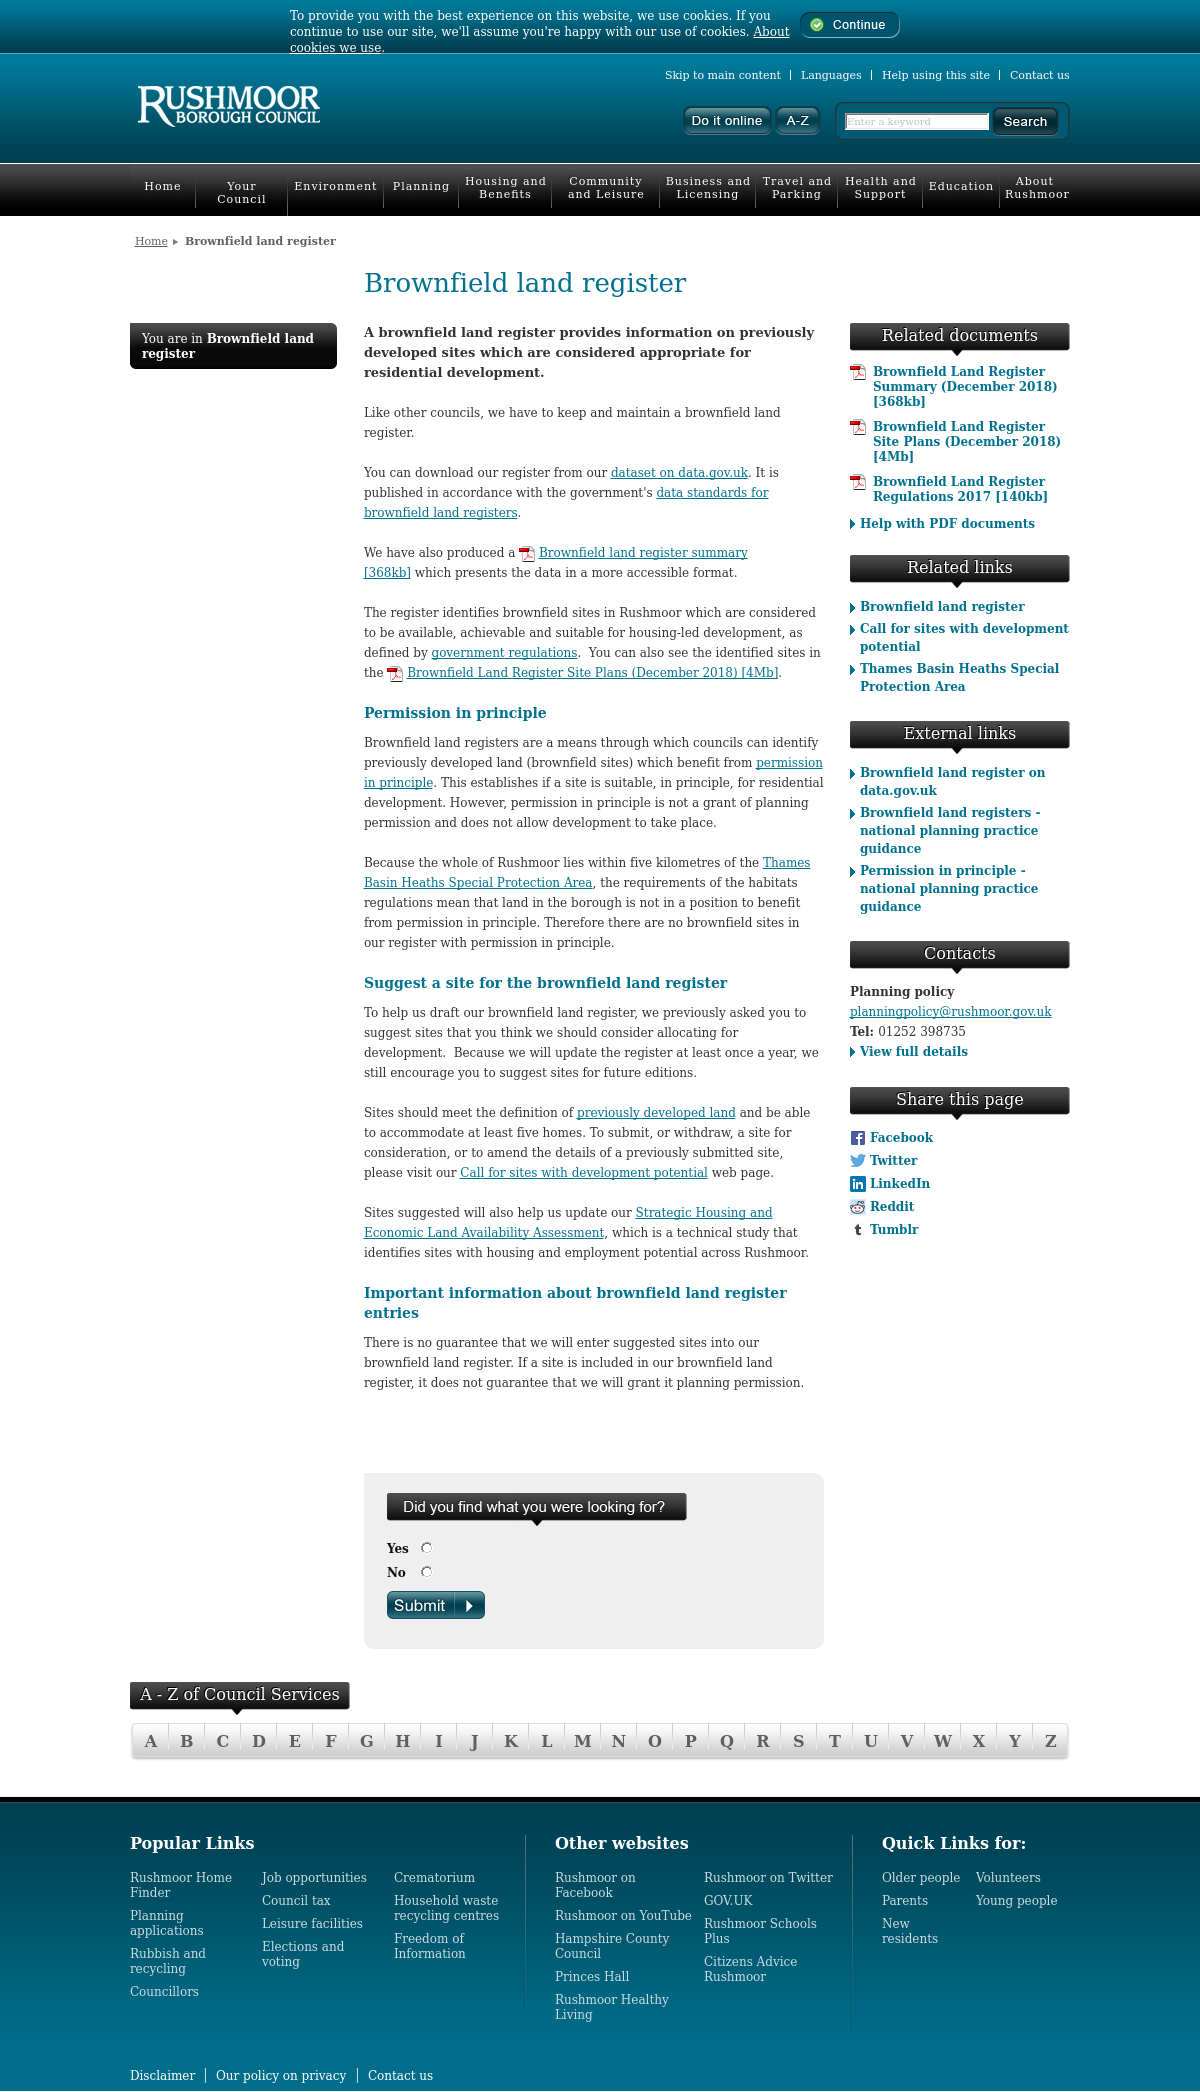 To provide you with the best experience on this website, we use cookies. If you
continue to use our site, we'll assume you're happy with our use of cookies. About
cookies we use.
Continue
Skip to main content
Languages
Help using this site
Contact us
RUSHMOOR
BOROUGH COUNCIL
Do it online
A-Z
Enter a keyword
Search
Home
Your
Council
Environment
Planning
Housing and
Benefits
Community
and Leisure
Business and
Licensing
Travel and
Parking
Health and
Support
Education
About
Rushmoor
Home
Brownfield land register
Brownfield land register
You are in Brownfield land
register
A brownfield land register provides information on previously
developed sites which are considered appropriate for
residential development.
Like other councils, we have to keep and maintain a brownfield land
register.
You can download our register from our dataset on data.gov.uk. It is
published in accordance with the government's data standards for
brownfield land registers.
We have also produced a Brownfield land register summary
[368kb] which presents the data in a more accessible format.
The register identifies brownfield sites in Rushmoor which are considered
to be available, achievable and suitable for housing-led development, as
defined by government regulations.  You can also see the identified sites in
the Brownfield Land Register Site Plans (December 2018) [4Mb].
Permission in principle
Brownfield land registers are a means through which councils can identify
previously developed land (brownfield sites) which benefit from permission
in principle. This establishes if a site is suitable, in principle, for residential
development. However, permission in principle is not a grant of planning
permission and does not allow development to take place.
Because the whole of Rushmoor lies within five kilometres of the Thames
Basin Heaths Special Protection Area, the requirements of the habitats
regulations mean that land in the borough is not in a position to benefit
from permission in principle. Therefore there are no brownfield sites in
our register with permission in principle.
Suggest a site for the brownfield land register
To help us draft our brownfield land register, we previously asked you to
suggest sites that you think we should consider allocating for
development.  Because we will update the register at least once a year, we
still encourage you to suggest sites for future editions.
Sites should meet the definition of previously developed land and be able
to accommodate at least five homes. To submit, or withdraw, a site for
consideration, or to amend the details of a previously submitted site,
please visit our Call for sites with development potential web page.
Sites suggested will also help us update our Strategic Housing and
Economic Land Availability Assessment, which is a technical study that
identifies sites with housing and employment potential across Rushmoor.
Important information about brownfield land register
entries
There is no guarantee that we will enter suggested sites into our
brownfield land register. If a site is included in our brownfield land
register, it does not guarantee that we will grant it planning permission.
Related documents
Brownfield Land Register
Summary (December 2018)
[368kb]
Brownfield Land Register
Site Plans (December 2018)
[4Mb]
Brownfield Land Register
Regulations 2017 [140kb]
Help with PDF documents
Related links
Brownfield land register
Call for sites with development
potential
Thames Basin Heaths Special
Protection Area
External links
Brownfield land register on
data.gov.uk
Brownfield land registers -
national planning practice
guidance
Permission in principle -
national planning practice
guidance
Contacts
Planning policy
planningpolicy@rushmoor.gov.uk
Tel: 01252 398735
View full details
Share this page
Facebook
Twitter
LinkedIn
Reddit
Tumblr
Did you find what you were looking for?
Yes
No
Submit
A - Z of Council Services
A B C D E F G H I J K L M N O P Q R S T U V W X Y Z
Popular Links
Rushmoor Home
Finder
Planning
applications
Rubbish and
recycling
Councillors
Job opportunities
Council tax
Leisure facilities
Elections and
voting
Crematorium
Household waste
recycling centres
Freedom of
Information
Other websites
Rushmoor on
Facebook
Rushmoor on YouTube
Hampshire County
Council
Princes Hall
Rushmoor Healthy
Living
Rushmoor on Twitter
GOV.UK
Rushmoor Schools
Plus
Citizens Advice
Rushmoor
Quick Links for:
Older people
Parents
New
residents
Volunteers
Young people
Disclaimer
Our policy on privacy
Contact us